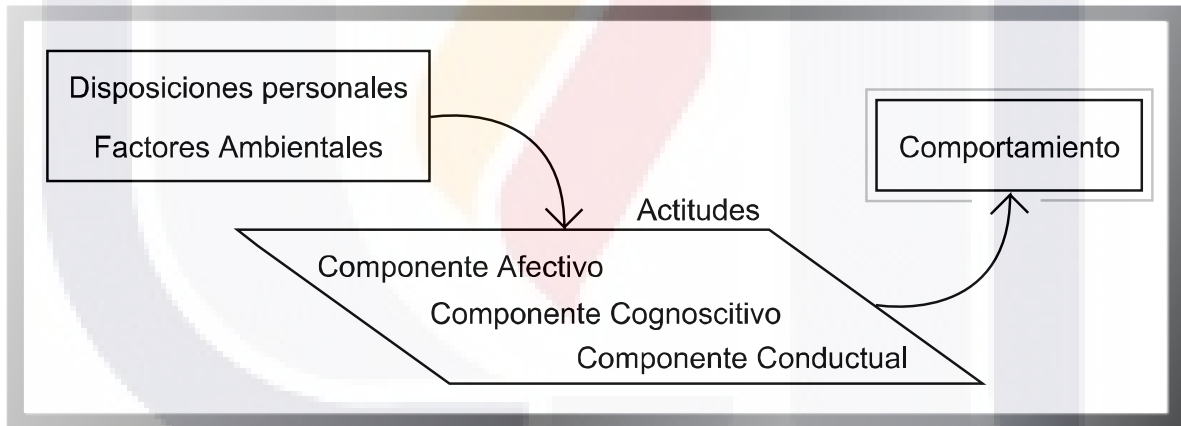 Disposiciones personales
Factores Ambientales
Comportamiento
Actitudes
Componente Afectivo
Componente Cognoscitivo
Componente Conductual